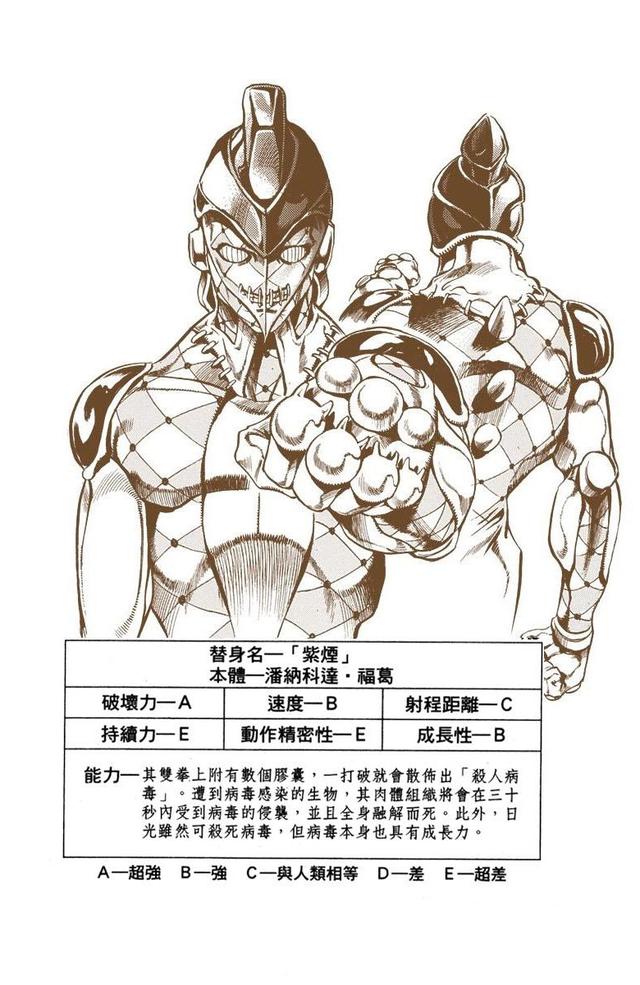 替身名—「紫煙」
本體—潘納科達・福葛
破壞力—A 速度—B 射程距離—C
持續力—E 動作精密性—E 成長性—B
能力—其雙拳上附有數個膠囊，一打破就會散佈出「殺人病
毒」。遭到病毒感染的生物，其肉體組織將會在三十
秒內受到病毒的侵襲，並且全身融解而死。此外，日
光雖然可殺死病毒，但病毒本身也具有成長力。
A—超強 B—強 C—與人類相等 D—差 E—超差